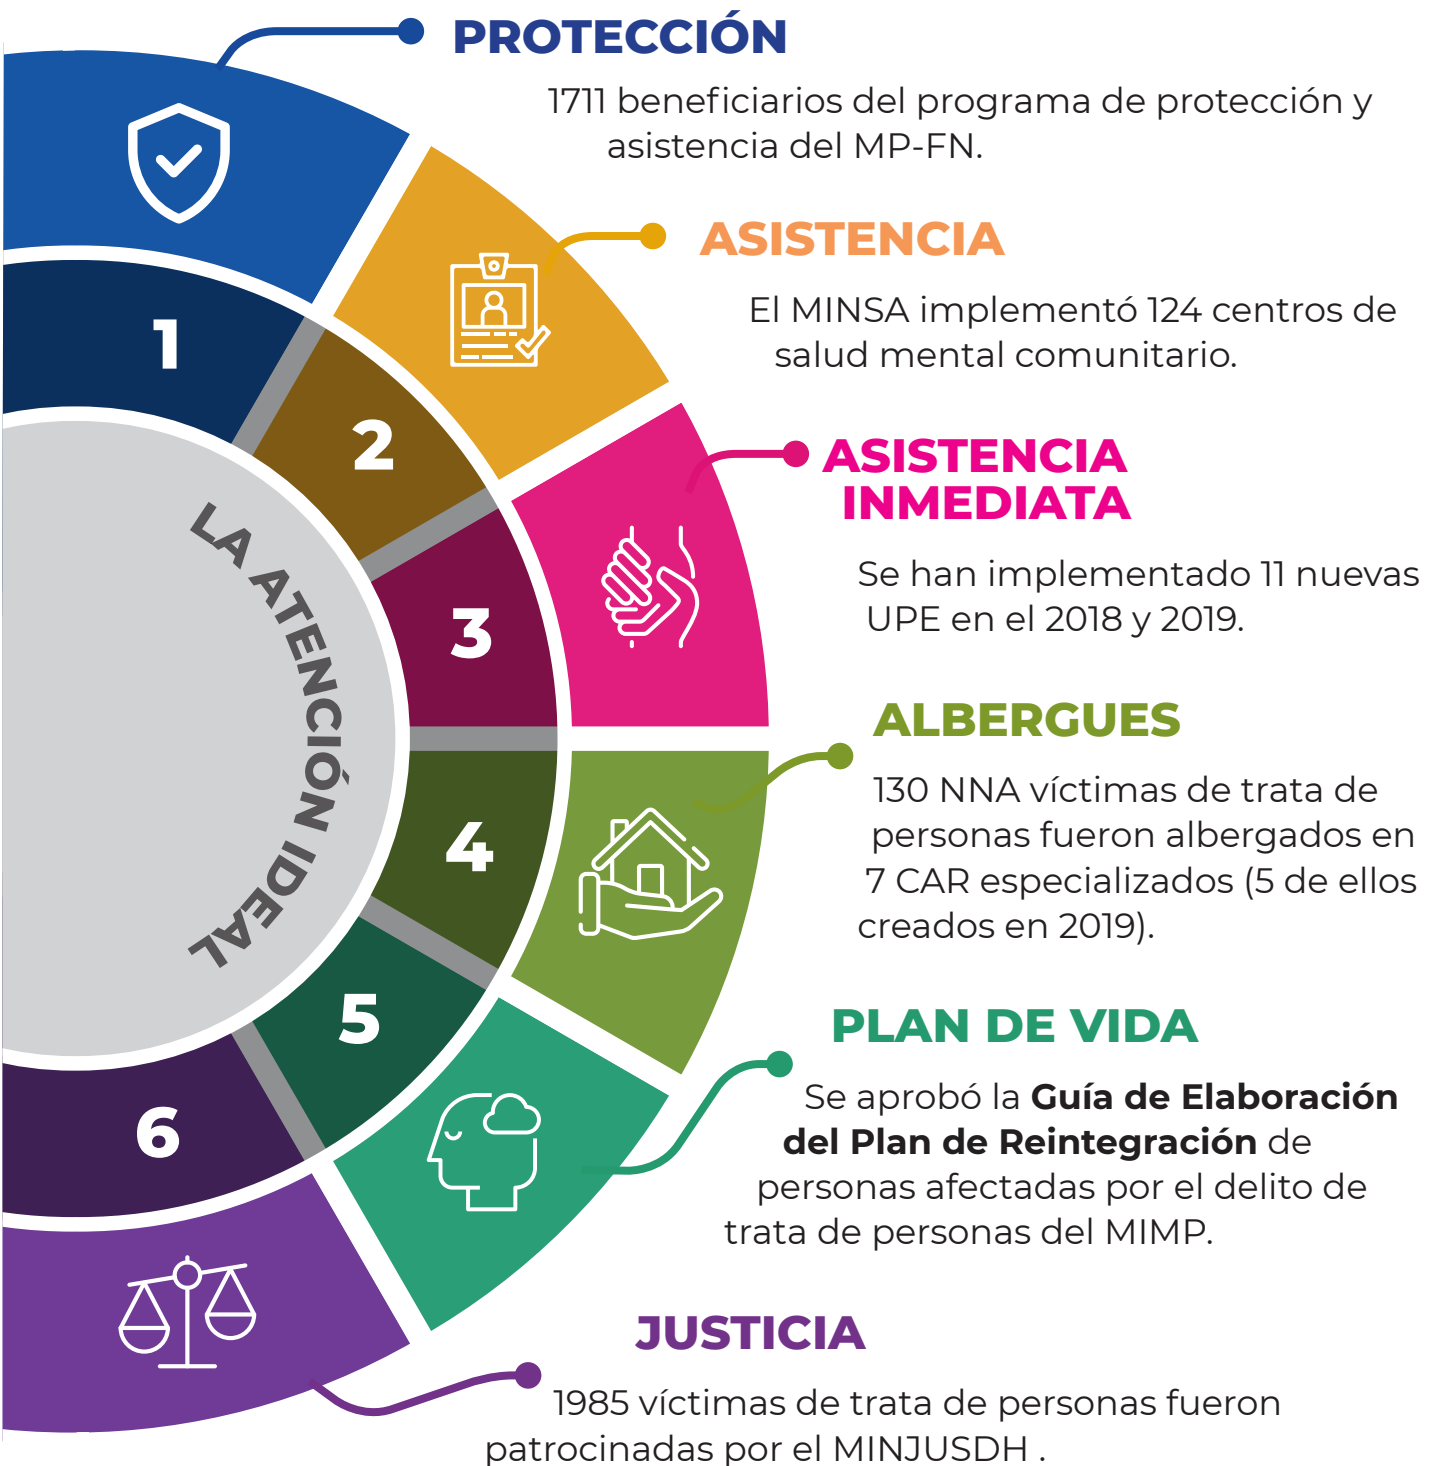 PROTECCIÓN
1711 beneficiarios del programa de protección y
asistencia del MP-FN.
ASISTENCIA
El MINSA implementó 124 centros de
salud mental comunitario.
ASISTENCIA
INMEDIATA
Se han implementado 11 nuevas
UPE en el 2018 y 2019.
ALBERGUES
130 NNA víctimas de trata de
personas fueron albergados en
7 CAR especializados (5 de ellos
creados en 2019).
PLAN DE VIDA
Se aprobó la Guía de Elaboración
del Plan de Reintegración de
personas afectadas por el delito de
trata de personas del MIMP.
JUSTICIA
1985 víctimas de trata de personas fueron
patrocinadas por el MINJUSDH .
1
2
3
4
5
6
LA ATENCIÓN IDEAL